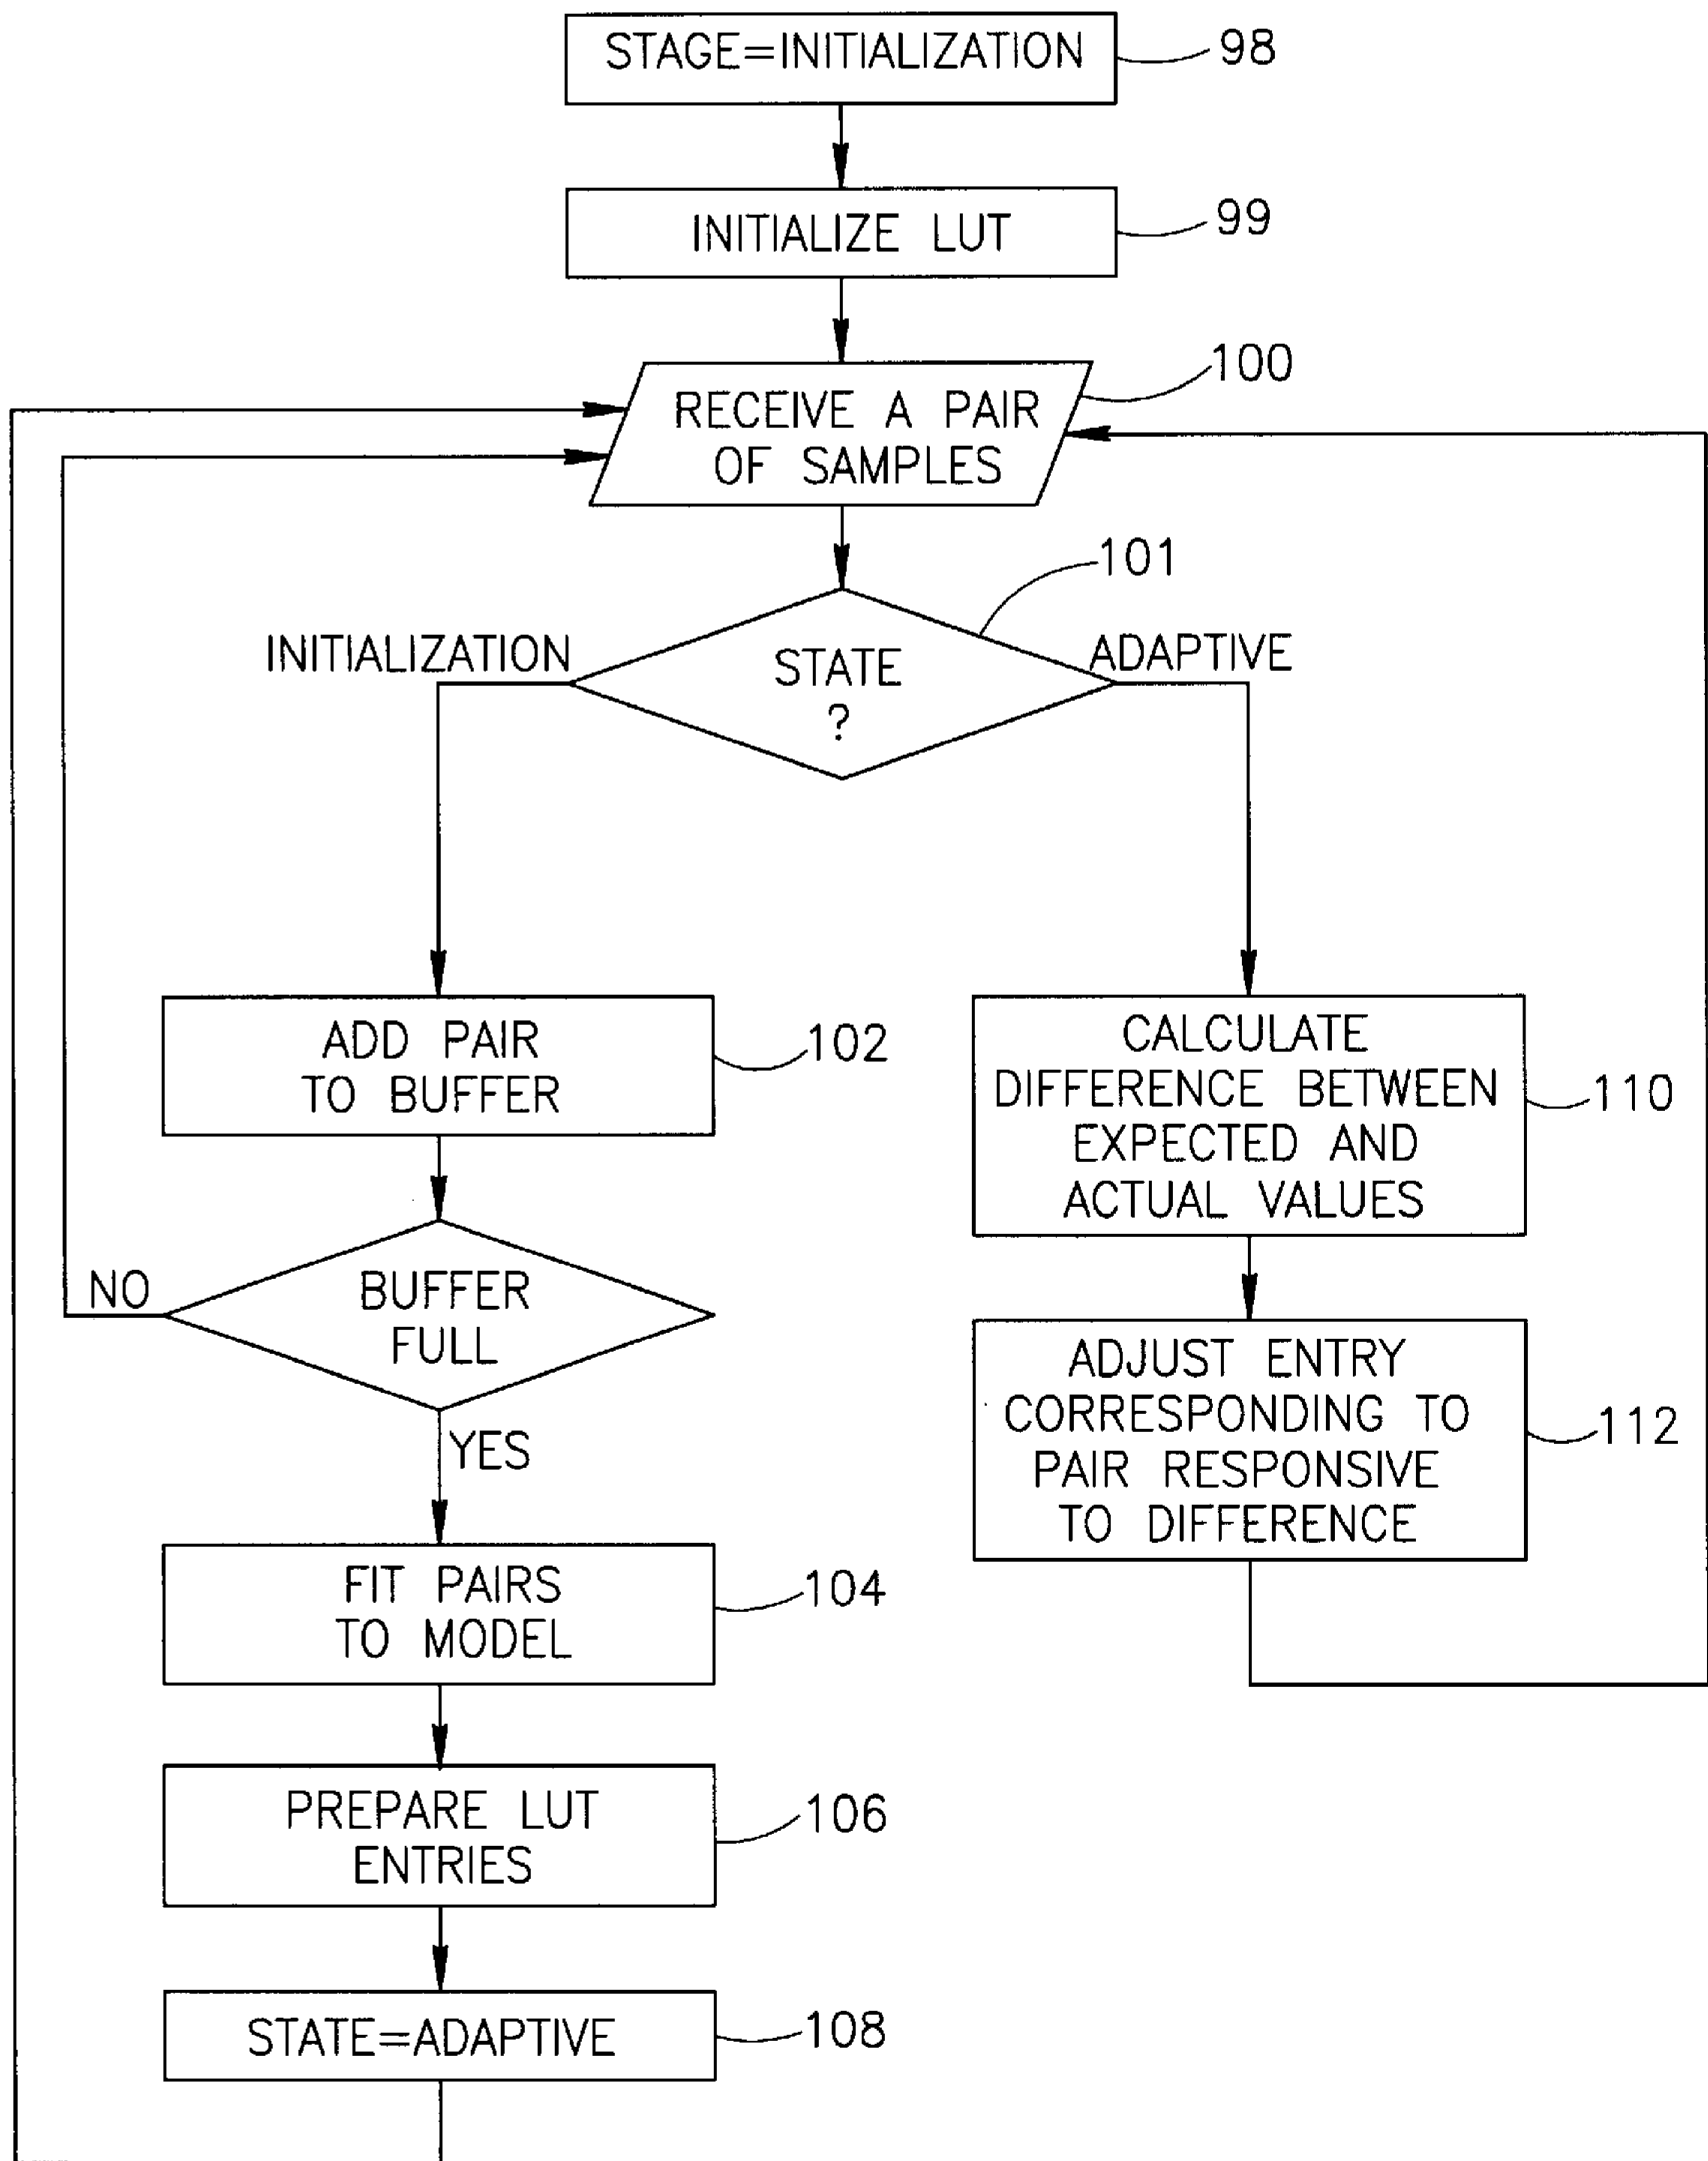 STAGE=INITIALIZATION
98
INITIALIZE LUT
99
100
RECEIVE A PAIR
OF SAMPLES
101
INITIALIZATION
ADAPTIVE
STATE
?
ADD PAIR
TO BUFFER
102
CALCULATE
DIFFERENCE BETWEEN
EXPECTED AND
ACTUAL VALUES
110
NO
BUFFER
FULL
YES
ADJUST ENTRY
CORRESPONDING TO
PAIR RESPONSIVE
TO DIFFERENCE
112
FIT PAIRS
TO MODEL
104
PREPARE LUT
ENTRIES
106
STATE=ADAPTIVE
108